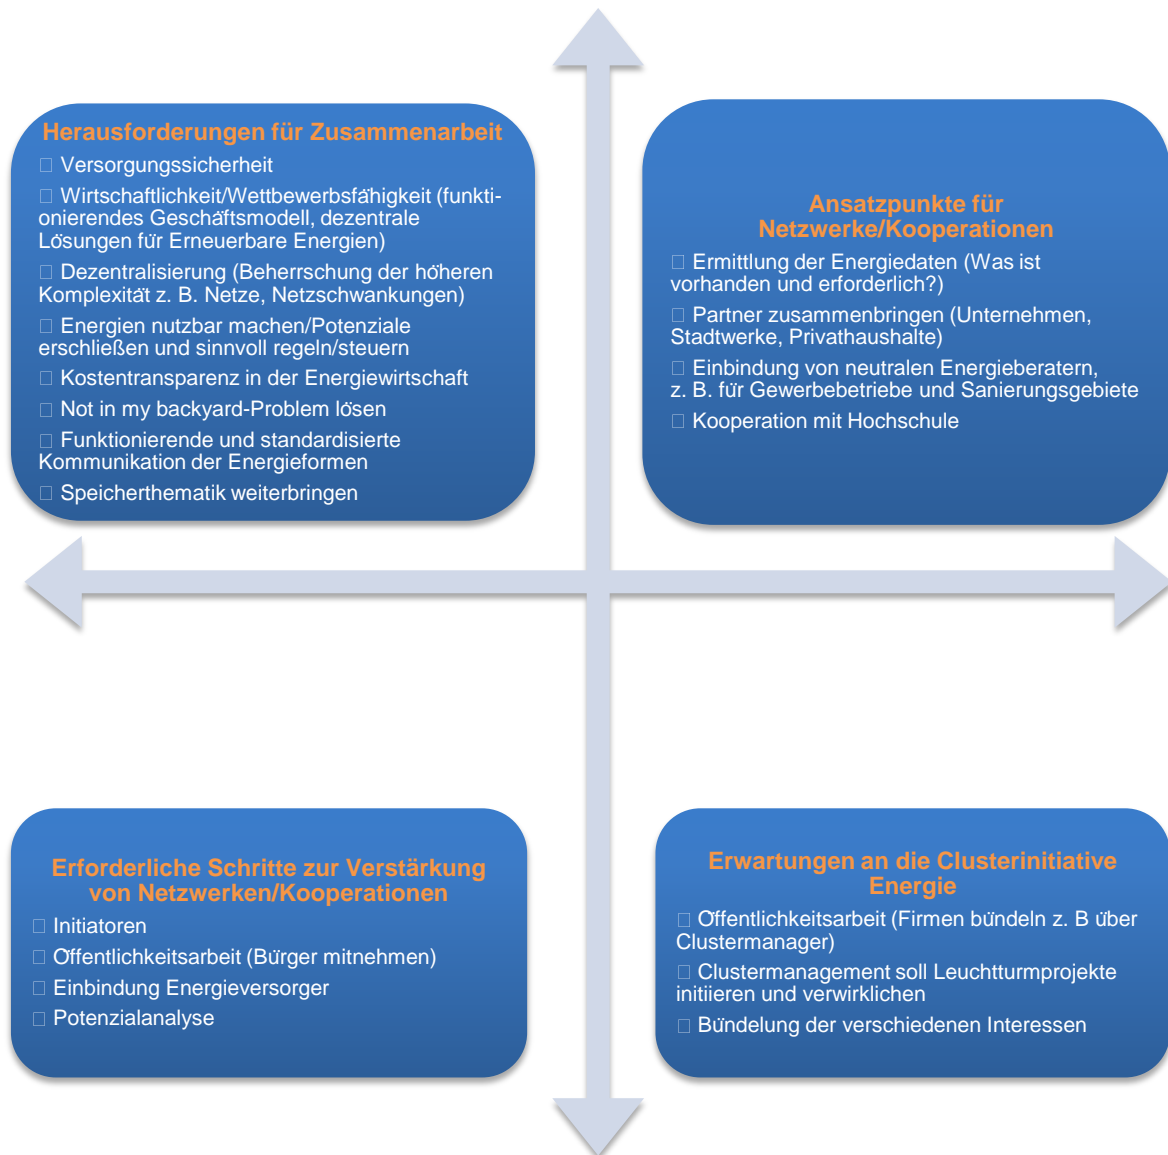 Herausforderungen für Zusammenarbeit
□ Versorgungssicherheit
□ Wirtschaftlichkeit/Wettbewerbsfähigkeit (funkti-
onierendes Geschäftsmodell, dezentrale
Lösungen für Erneuerbare Energien)
□ Dezentralisierung (Beherrschung der höheren
Komplexität z. B. Netze, Netzschwankungen)
□ Energien nutzbar machen/Potenziale
erschließen und sinnvoll regeln/steuern
□ Kostentransparenz in der Energiewirtschaft
□ Not in my backyard-Problem lösen
□ Funktionierende und standardisierte
Kommunikation der Energieformen
□ Speicherthematik weiterbringen
Ansatzpunkte für
Netzwerke/Kooperationen
□ Ermittlung der Energiedaten (Was ist
vorhanden und erforderlich?)
□ Partner zusammenbringen (Unternehmen,
Stadtwerke, Privathaushalte)
□ Einbindung von neutralen Energieberatern,
z. B. für Gewerbebetriebe und Sanierungsgebiete
□ Kooperation mit Hochschule
Erforderliche Schritte zur Verstärkung
von Netzwerken/Kooperationen
□ Initiatoren
□ Öffentlichkeitsarbeit (Bürger mitnehmen)
□ Einbindung Energieversorger
□ Potenzialanalyse
Erwartungen an die Clusterinitiative
Energie
□ Öffentlichkeitsarbeit (Firmen bündeln z. B über
Clustermanager)
□ Clustermanagement soll Leuchtturmprojekte
initiieren und verwirklichen
□ Bündelung der verschiedenen Interessen